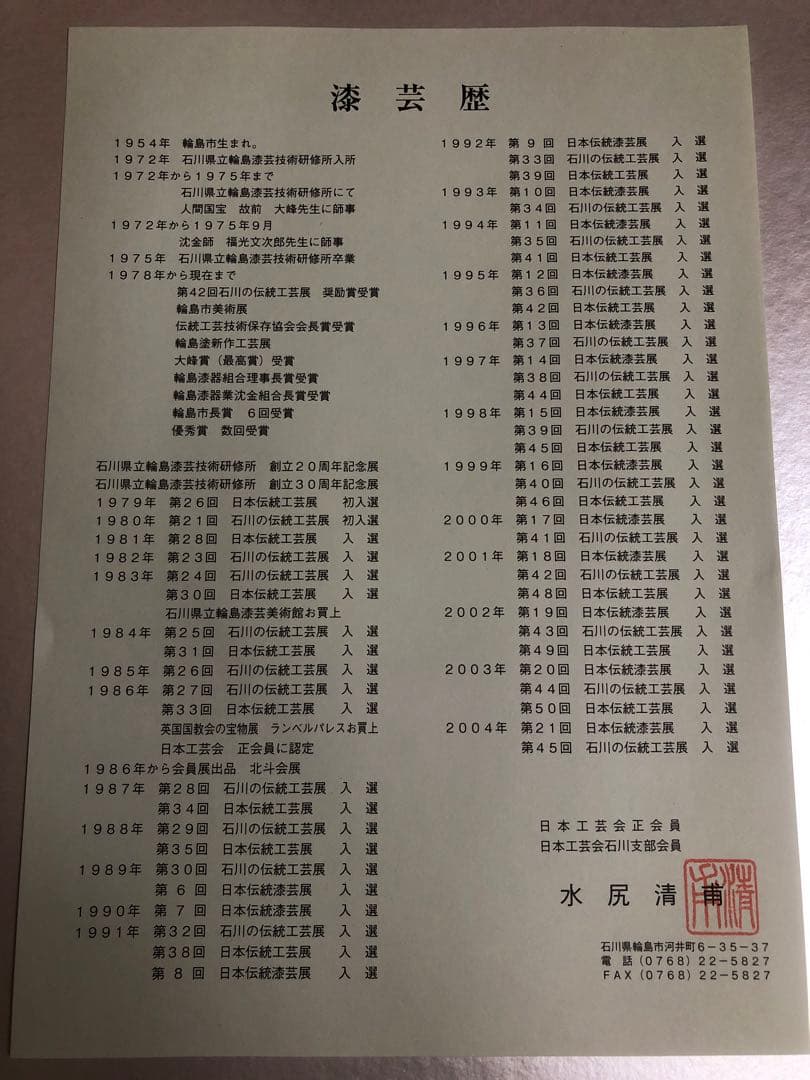 漆芸歴
1954年 輪島市生まれ。
1972年 石川県立輪島漆芸技術研修所入所
1972年から1975年まで
石川県立輪島漆芸技術研修所にて
人間国宝 故前 大峰先生に師事
1972年から1975年9月
沈金師 福光文次郎先生に師事
1975年 石川県立輪島漆芸技術研修所卒業
1978年から現在まで
第42回石川の伝統工芸展 奨励賞受賞
輪島市美術展
伝統工芸技術保存協会会長賞受賞
輪島塗新作工芸展
大峰賞（最高賞）受賞
輪島漆器組合理事長賞受賞
輪島漆器業沈金組合長賞受賞
輪島市長賞 6回受賞
優秀賞 数回受賞
石川県立輪島漆芸技術研修所 創立20周年記念展
石川県立輪島漆芸技術研修所 創立30周年記念展
1979年 第26回 日本伝統工芸展 初入選
1980年 第21回 石川の伝統工芸展 初入選
1981年 第28回 日本伝統工芸展 入選
1982年 第23回 石川の伝統工芸展 入選
1983年 第24回 石川の伝統工芸展 入選
第30回 日本伝統工芸展 入選
石川県立輪島漆芸美術館お買上
1984年 第25回 石川の伝統工芸展 入選
第31回 日本伝統工芸展 入選
1985年 第26回 石川の伝統工芸展 入選
1986年 第27回 石川の伝統工芸展 入選
第33回 日本伝統工芸展 入選
英国国教会の宝物展 ランベルパレスお買上
日本工芸会 正会員に認定
1986年から会員展出品 北斗会展
1987年 第28回 石川の伝統工芸展 入選
第34回 日本伝統工芸展 入選
1988年 第29回 石川の伝統工芸展 入選
第35回 日本伝統工芸展 入選
1989年 第30回 石川の伝統工芸展 入選
第6回 日本伝統漆芸展 入選
1990年 第7回 日本伝統漆芸展 入選
1991年 第32回 石川の伝統工芸展 入選
第38回 日本伝統工芸展 入選
第8回 日本伝統漆芸展 入選
1992年 第9回 日本伝統漆芸展 入選
第33回 石川の伝統工芸展 入選
第39回 日本伝統工芸展 入選
1993年 第10回 日本伝統漆芸展 入選
第34回 石川の伝統工芸展 入選
1994年 第11回 日本伝統漆芸展 入選
第35回 石川の伝統工芸展 入選
第41回 日本伝統工芸展 入選
1995年 第12回 日本伝統漆芸展 入選
第36回 石川の伝統工芸展 入選
第42回 日本伝統工芸展 入選
1996年 第13回 日本伝統漆芸展 入選
第37回 石川の伝統工芸展 入選
1997年 第14回 日本伝統漆芸展 入選
第38回 石川の伝統工芸展 入選
第44回 日本伝統工芸展 入選
1998年 第15回 日本伝統漆芸展 入選
第39回 石川の伝統工芸展 入選
第45回 日本伝統工芸展 入選
1999年 第16回 日本伝統漆芸展 入選
第40回 石川の伝統工芸展 入選
第46回 日本伝統工芸展 入選
2000年 第17回 日本伝統漆芸展 入選
第41回 石川の伝統工芸展 入選
2001年 第18回 日本伝統漆芸展 入選
第42回 石川の伝統工芸展 入選
第48回 日本伝統工芸展 入選
2002年 第19回 日本伝統漆芸展 入選
第43回 石川の伝統工芸展 入選
第49回 日本伝統工芸展 入選
2003年 第20回 日本伝統漆芸展 入選
第44回 石川の伝統工芸展 入選
第50回 日本伝統工芸展 入選
2004年 第21回 日本伝統漆芸展 入選
第45回 石川の伝統工芸展 入選
日本工芸会正会員
日本工芸会石川支部会員
水尻清甫
石川県輪島市河井町6－35－37
電 話（0768）22－5827
FAX（0768）22－5827